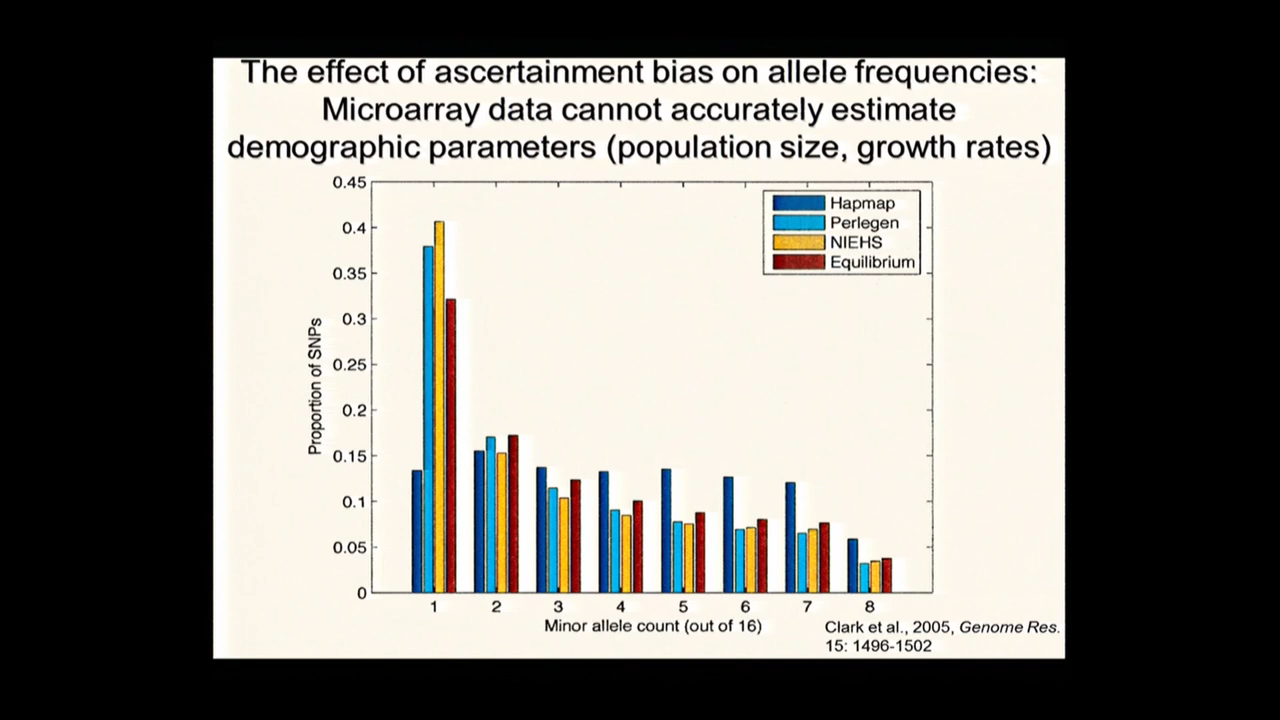 The effect of ascertainment bias on allele frequencies:
Microarray data cannot accurately estimate
demographic parameters (population size, growth rates)
0.45
0.4
0.35
0.3
0.25
0.2
0.15
0.1
0.05
0
Proportion of SNPs
Hapmap
Perlegen
NIEHS
Equilibrium
1 2 3 4 5 6 7 8
Minor allele count (out of 16)
Clark et al., 2005, Genome Res.
15: 1496-1502